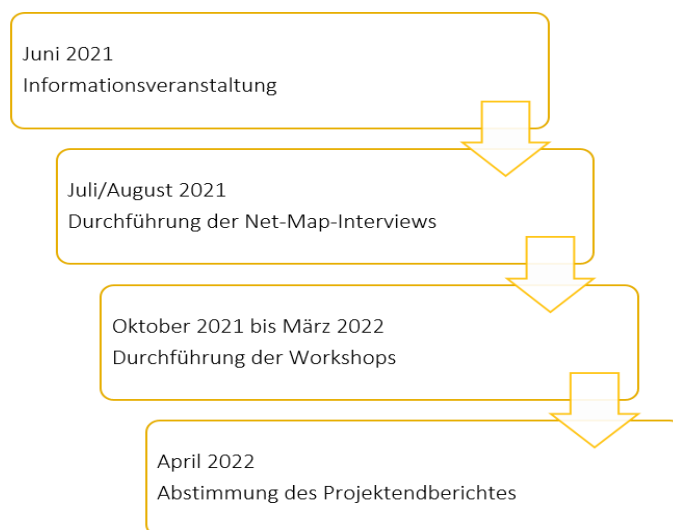 Juni 2021
Informationsveranstaltung
Juli/August 2021
Durchführung der Net-Map-Interviews
Oktober 2021 bis März 2022
Durchführung der Workshops
April 2022
Abstimmung des Projektendberichtes